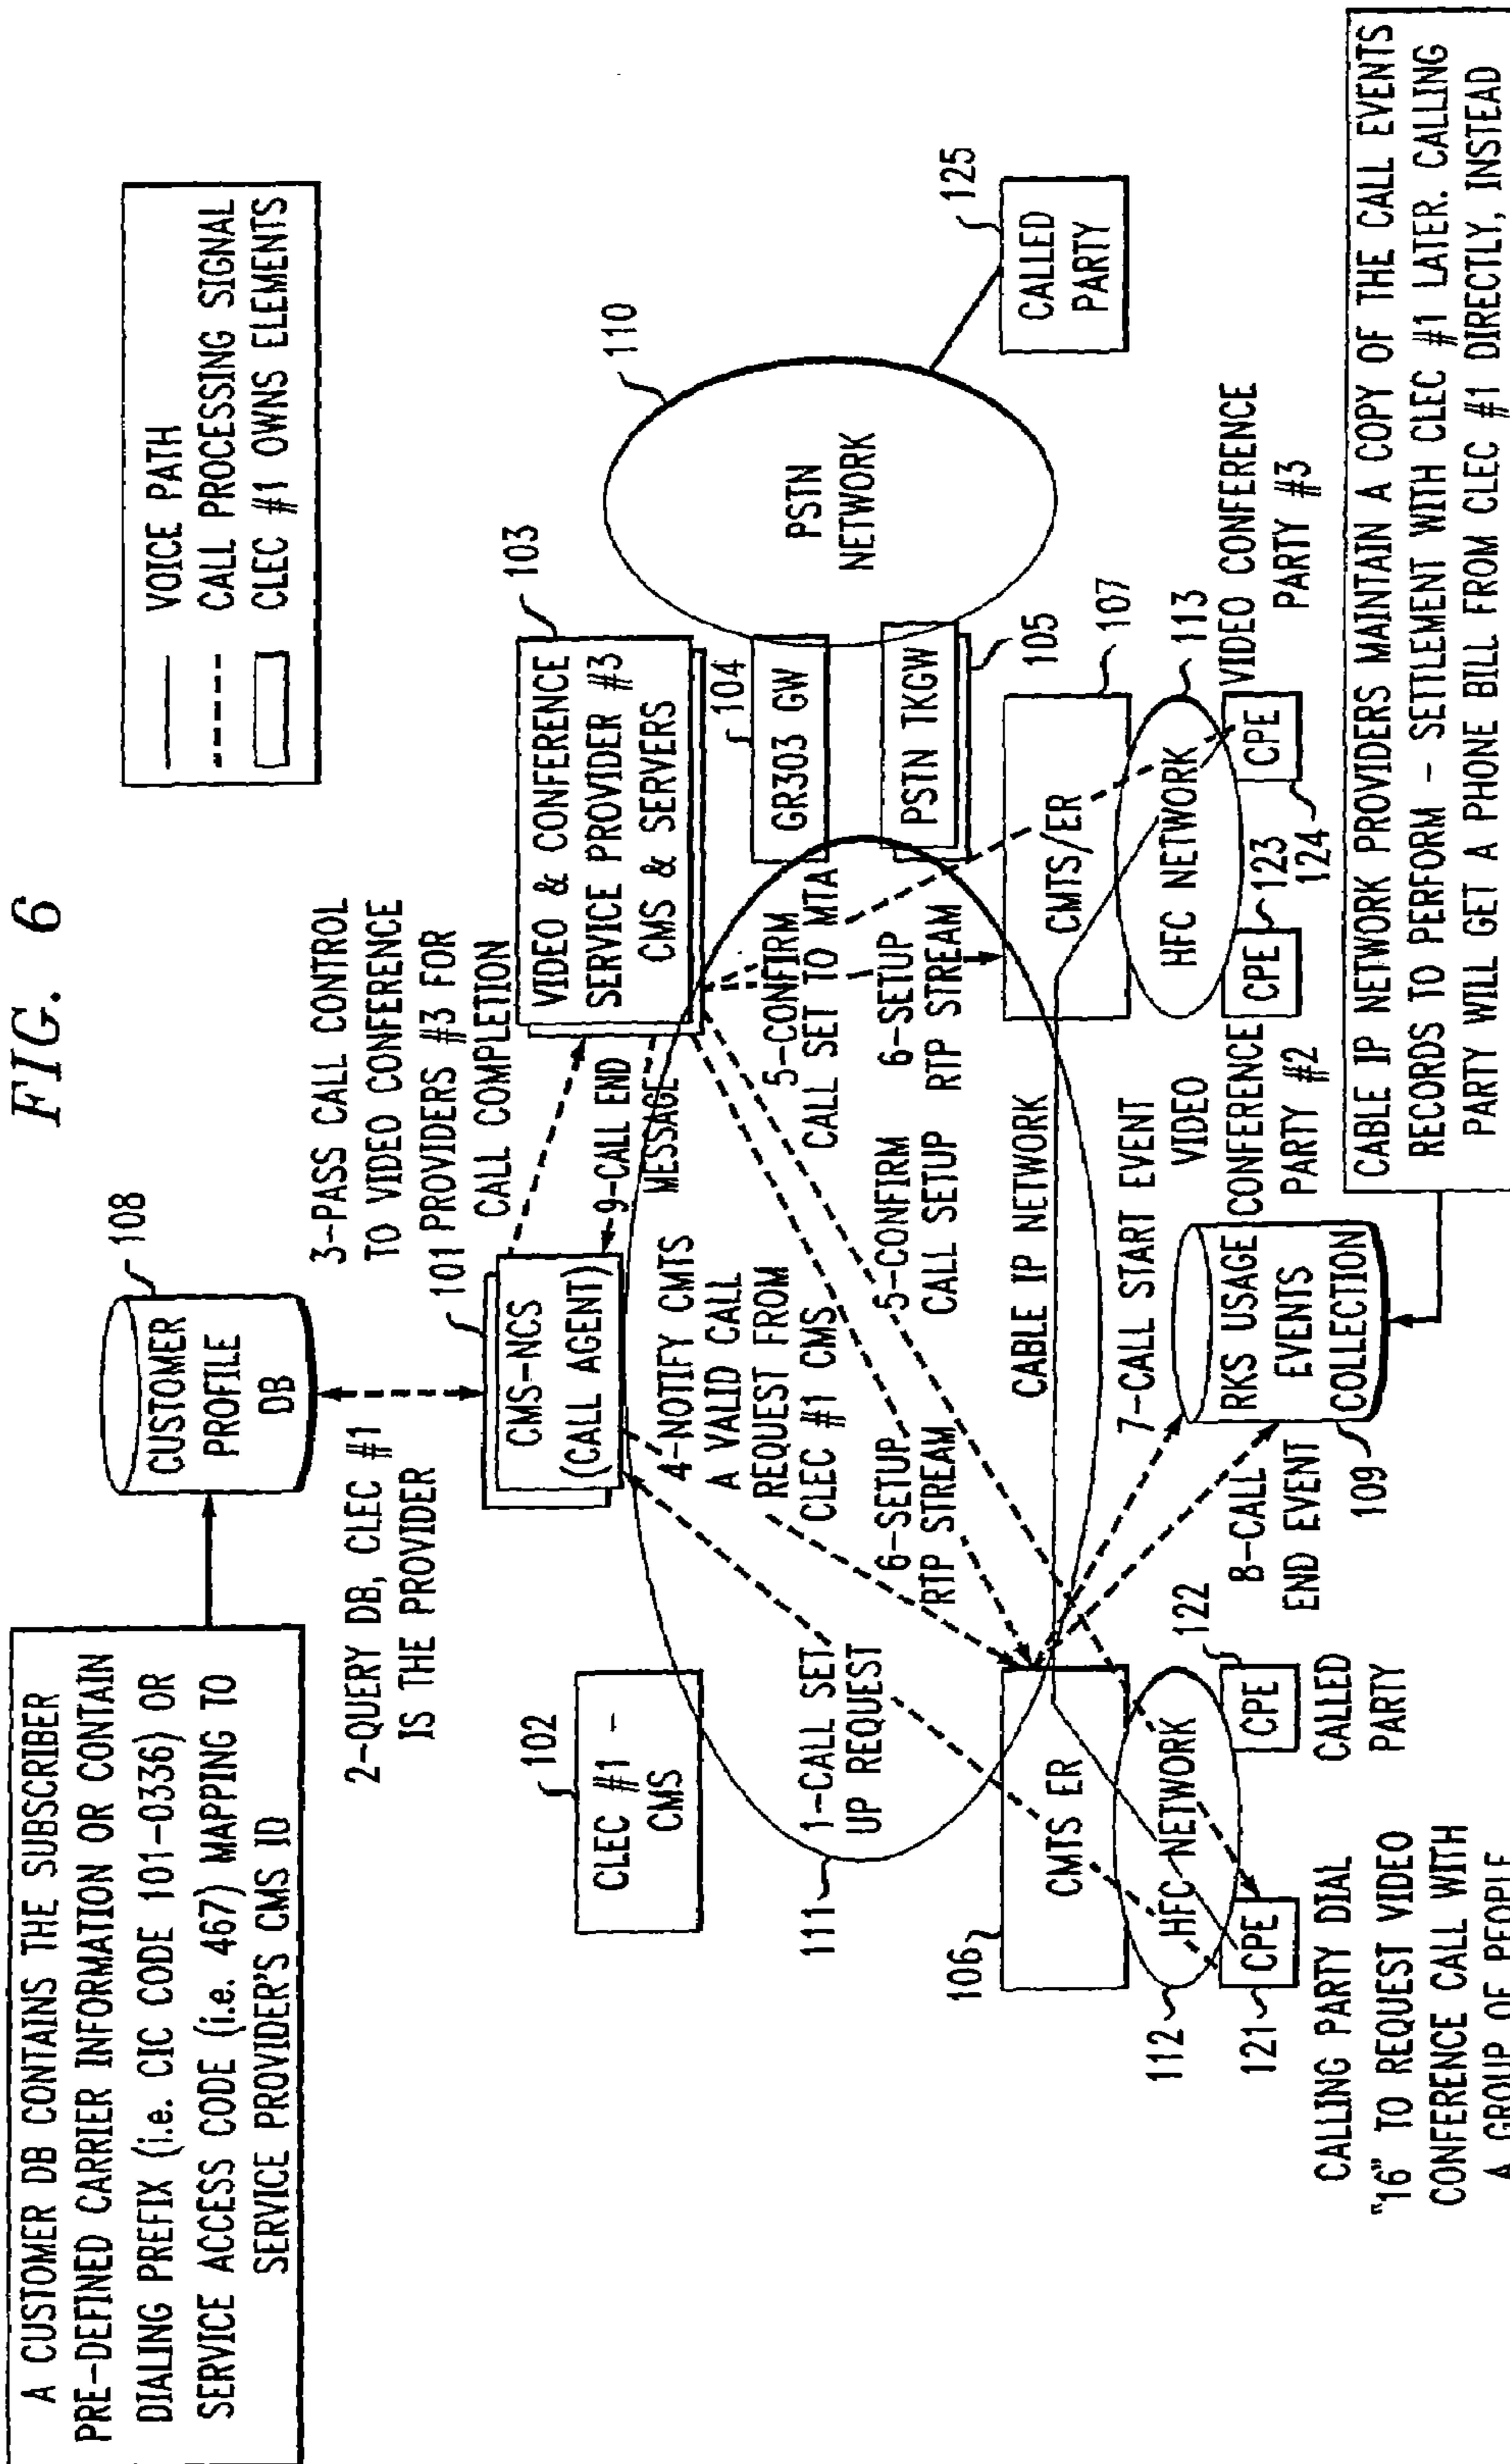 FIG. 6
A CUSTOMER DB CONTAINS THE SUBSCRIBER
PRE-DEFINED CARRIER INFORMATION OR CONTAIN
DIALING PREFIX (i.e. CIC CODE 101-0336) OR
SERVICE ACCESS CODE (i.e. 467) MAPPING TO
SERVICE PROVIDER'S CMS ID
CUSTOMER
PROFILE
DB
108
VOICE PATH
CALL PROCESSING SIGNAL
CLEC #1 OWNS ELEMENTS
2-QUERY DB, CLEC #1
IS THE PROVIDER
3-PASS CALL CONTROL
TO VIDEO CONFERENCE
PROVIDERS #3 FOR
CALL COMPLETION
101
CMS-NCS
(CALL AGENT)
102
CLEC #1 -
CMS
103
VIDEO & CONFERENCE
SERVICE PROVIDER #3
CMS & SERVERS
9-CALL END
MESSAGE
104
GR303 GW
PSTN TKGW
105
PSTN
NETWORK
110
CALLED
PARTY
125
111
1-CALL SET
UP REQUEST
4-NOTIFY CMTS
A VALID CALL
REQUEST FROM
CLEC #1 CMS
6-SETUP
RTP STREAM
5-CONFIRM
CALL SETUP
5-CONFIRM
CALL SET TO MTA
6-SETUP
RTP STREAM
CABLE IP NETWORK
106
CMTS ER
HFC NETWORK
112
CPE
121
CPE
122
CALLED
PARTY
CALLING PARTY DIAL
"16" TO REQUEST VIDEO
CONFERENCE CALL WITH
A GROUP OF PEOPLE
7-CALL START EVENT
8-CALL
END EVENT
RKS USAGE
EVENTS
COLLECTION
109
CMTS/ER
107
HFC NETWORK
113
CPE
123
CPE
124
VIDEO
CONFERENCE
PARTY #2
VIDEO CONFERENCE
PARTY #3
CABLE IP NETWORK PROVIDERS MAINTAIN A COPY OF THE CALL EVENTS
RECORDS TO PERFORM - SETTLEMENT WITH CLEC #1 LATER. CALLING
PARTY WILL GET A PHONE BILL FROM CLEC #1 DIRECTLY, INSTEAD